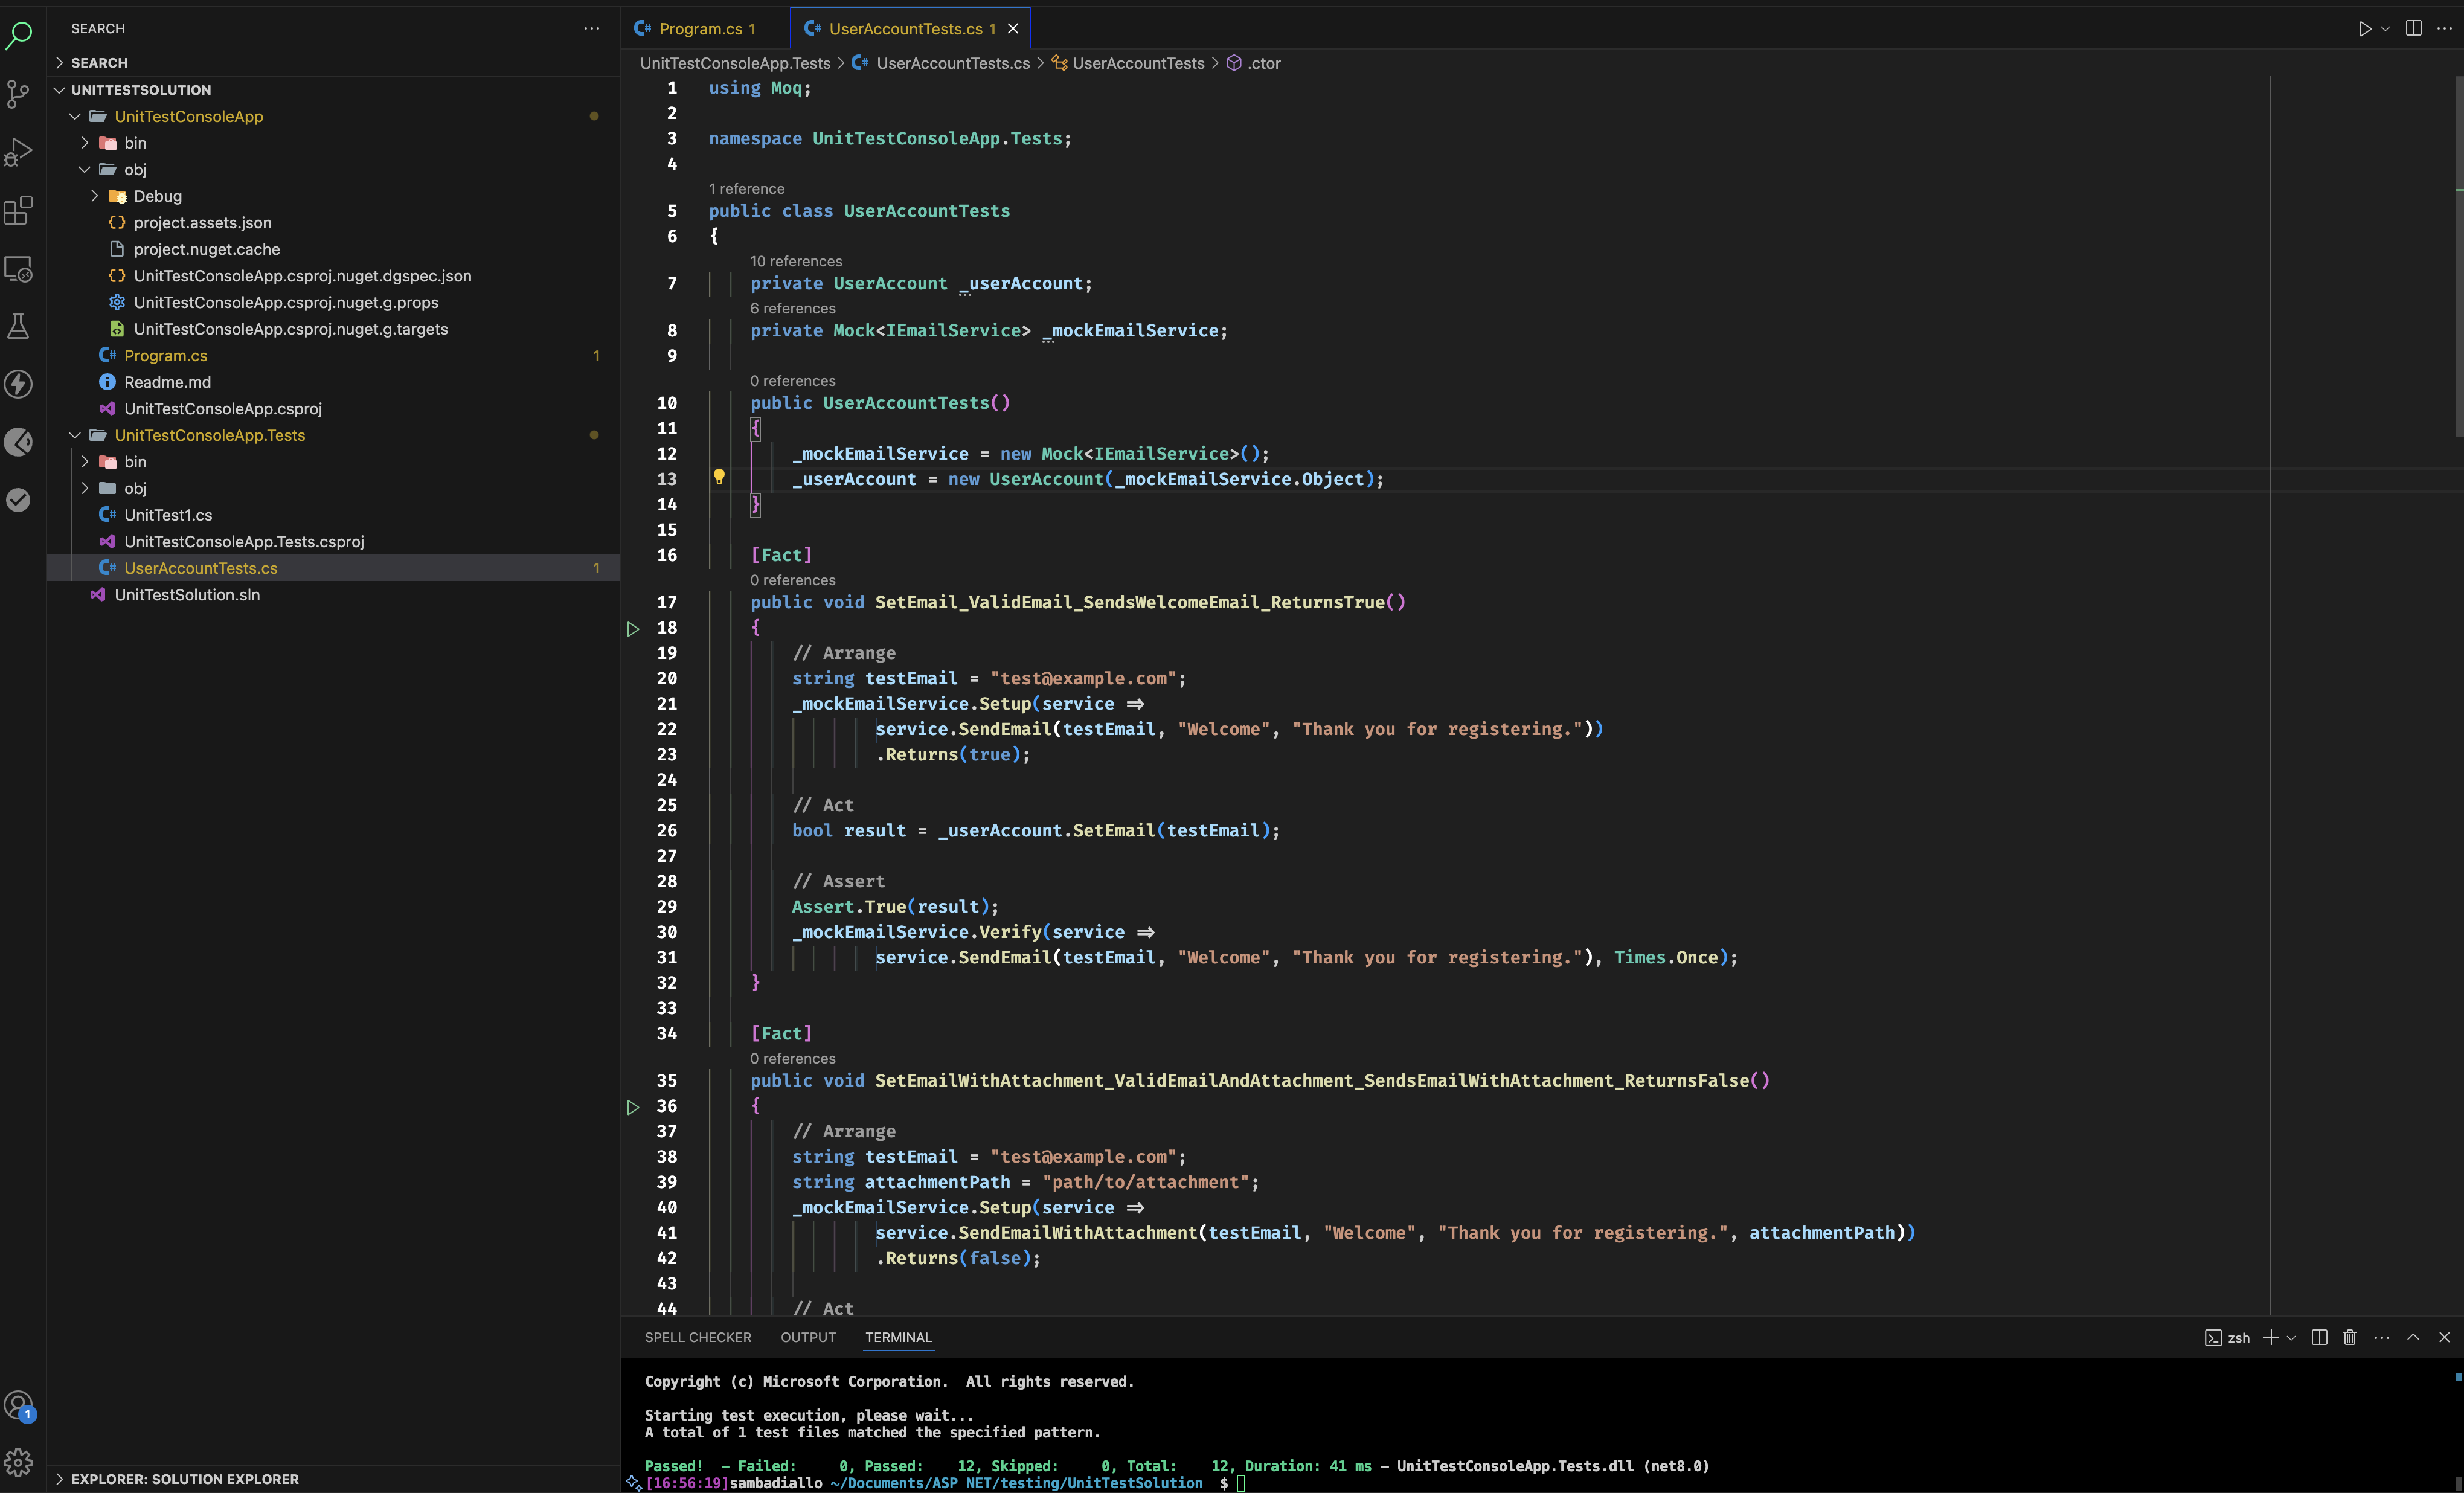 SEARCH
SEARCH
UNITTESTSOLUTION
UnitTestConsoleApp
bin
obj
Debug
project.assets.json
project.nuget.cache
UnitTestConsoleApp.csproj.nuget.dgspec.json
UnitTestConsoleApp.csproj.nuget.g.props
UnitTestConsoleApp.csproj.nuget.g.targets
Program.cs 1
Readme.md
UnitTestConsoleApp.csproj
UnitTestConsoleApp.Tests
bin
obj
UnitTest1.cs
UnitTestConsoleApp.Tests.csproj
UserAccountTests.cs 1
UnitTestSolution.sln
EXPLORER: SOLUTION EXPLORER
1
C# Program.cs 1
C# UserAccountTests.cs 1
UnitTestConsoleApp.Tests > C# UserAccountTests.cs > UserAccountTests > .ctor
1 using Moq;
2
3 namespace UnitTestConsoleApp.Tests;
4
1 reference
5 public class UserAccountTests
6 {
10 references
7 private UserAccount _userAccount;
6 references
8 private Mock<IEmailService> _mockEmailService;
9
0 references
10 public UserAccountTests()
11 {
12 _mockEmailService = new Mock<IEmailService>();
13 _userAccount = new UserAccount(_mockEmailService.Object);
14 }
15
16 [Fact]
0 references
17 public void SetEmail_ValidEmail_SendsWelcomeEmail_ReturnsTrue()
18 {
19 // Arrange
20 string testEmail = "test@example.com";
21 _mockEmailService.Setup(service =>
22 service.SendEmail(testEmail, "Welcome", "Thank you for registering."))
23 .Returns(true);
24
25 // Act
26 bool result = _userAccount.SetEmail(testEmail);
27
28 // Assert
29 Assert.True(result);
30 _mockEmailService.Verify(service =>
31 service.SendEmail(testEmail, "Welcome", "Thank you for registering."), Times.Once);
32 }
33
34 [Fact]
0 references
35 public void SetEmailWithAttachment_ValidEmailAndAttachment_SendsEmailWithAttachment_ReturnsFalse()
36 {
37 // Arrange
38 string testEmail = "test@example.com";
39 string attachmentPath = "path/to/attachment";
40 _mockEmailService.Setup(service =>
41 service.SendEmailWithAttachment(testEmail, "Welcome", "Thank you for registering.", attachmentPath))
42 .Returns(false);
43
44 // Act
SPELL CHECKER OUTPUT TERMINAL
zsh
Copyright (c) Microsoft Corporation.  All rights reserved.
Starting test execution, please wait...
A total of 1 test files matched the specified pattern.
Passed!  – Failed:     0, Passed:    12, Skipped:     0, Total:    12, Duration: 41 ms – UnitTestConsoleApp.Tests.dll (net8.0)
[16:56:19]sambadiallo ~/Documents/ASP NET/testing/UnitTestSolution  $